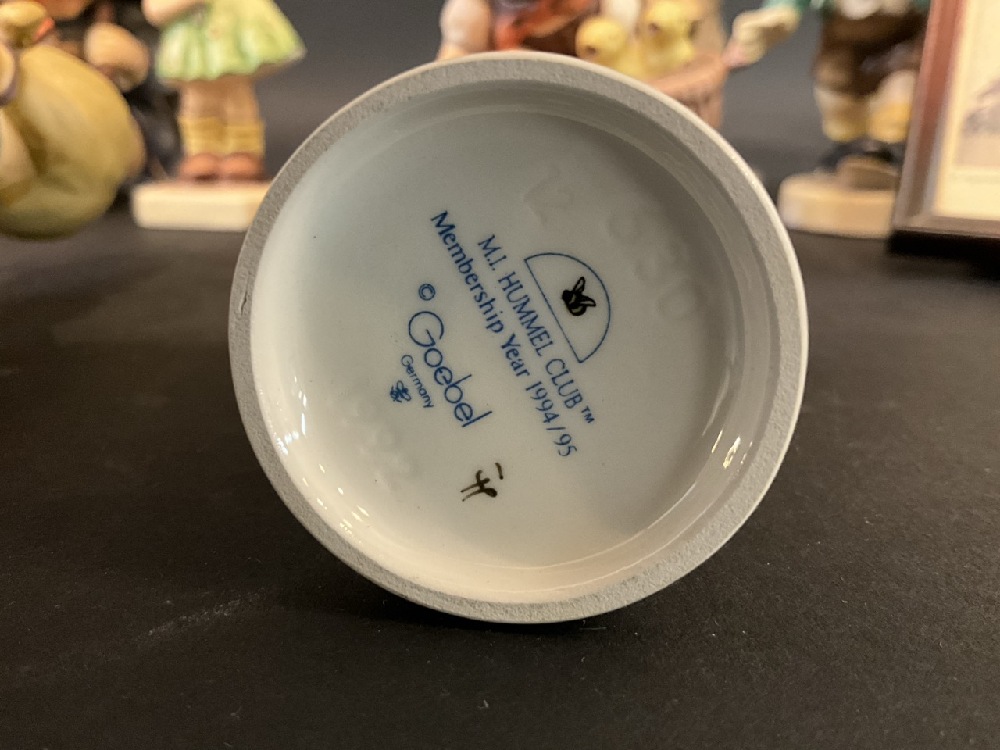 M.I. HUMMEL CLUB™
Membership Year 1994/95
© Goebel
Germany